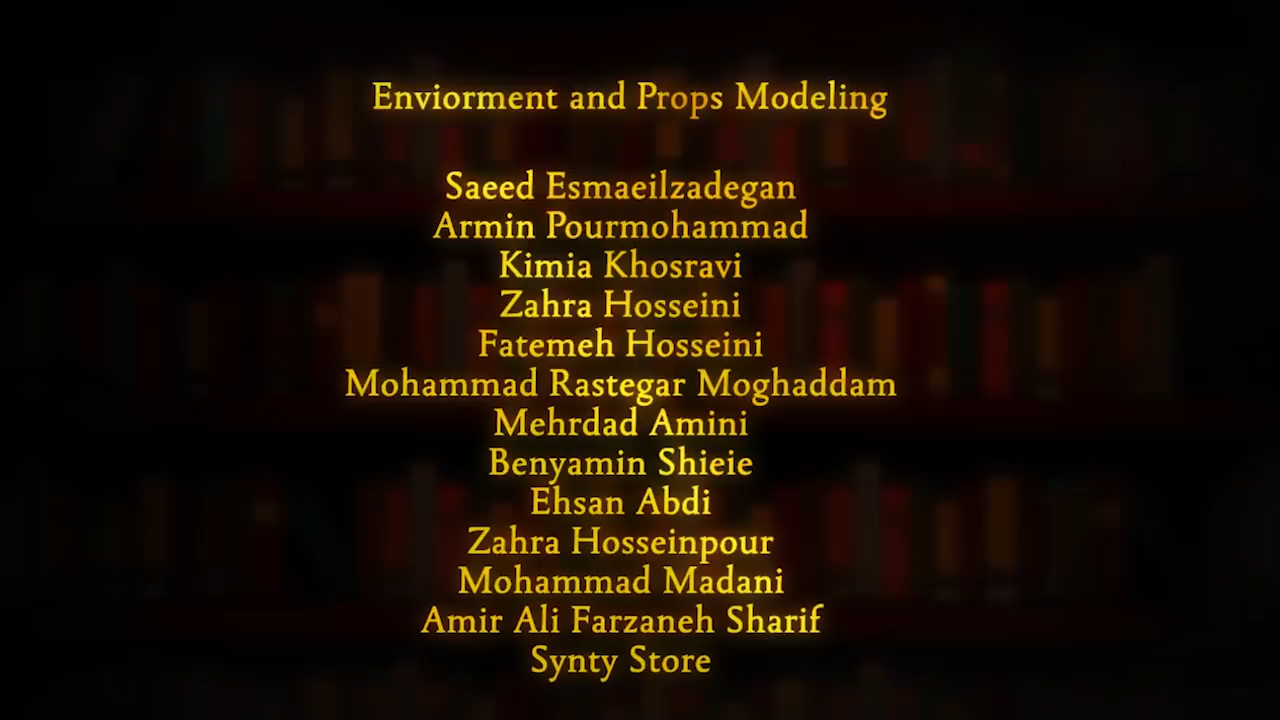 Enviorment and Props Modeling
Saeed Esmaeilzadegan
Armin Pourmohammad
Kimia Khosravi
Zahra Hosseini
Fatemeh Hosseini
Mohammad Rastegar Moghaddam
Mehrdad Amini
Benyamin Shieie
Ehsan Abdi
Zahra Hosseinpour
Mohammad Madani
Amir Ali Farzaneh Sharif
Synty Store